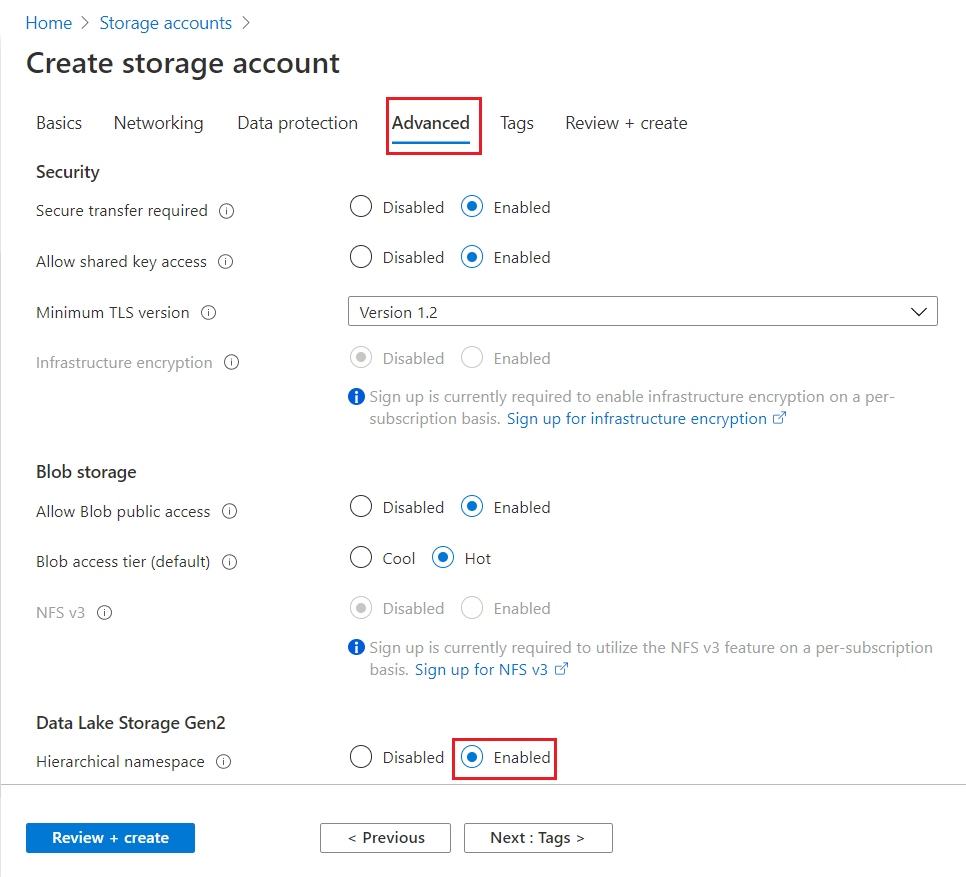 Home > Storage accounts >
Create storage account
Basics Networking Data protection Advanced Tags Review + create
Security
Secure transfer required Disabled Enabled
Allow shared key access Disabled Enabled
Minimum TLS version Version 1.2
Infrastructure encryption Disabled Enabled
Sign up is currently required to enable infrastructure encryption on a per-
subscription basis. Sign up for infrastructure encryption
Blob storage
Allow Blob public access Disabled Enabled
Blob access tier (default) Cool Hot
NFS v3 Disabled Enabled
Sign up is currently required to utilize the NFS v3 feature on a per-subscription
basis. Sign up for NFS v3
Data Lake Storage Gen2
Hierarchical namespace Disabled Enabled
Review + create < Previous Next : Tags >